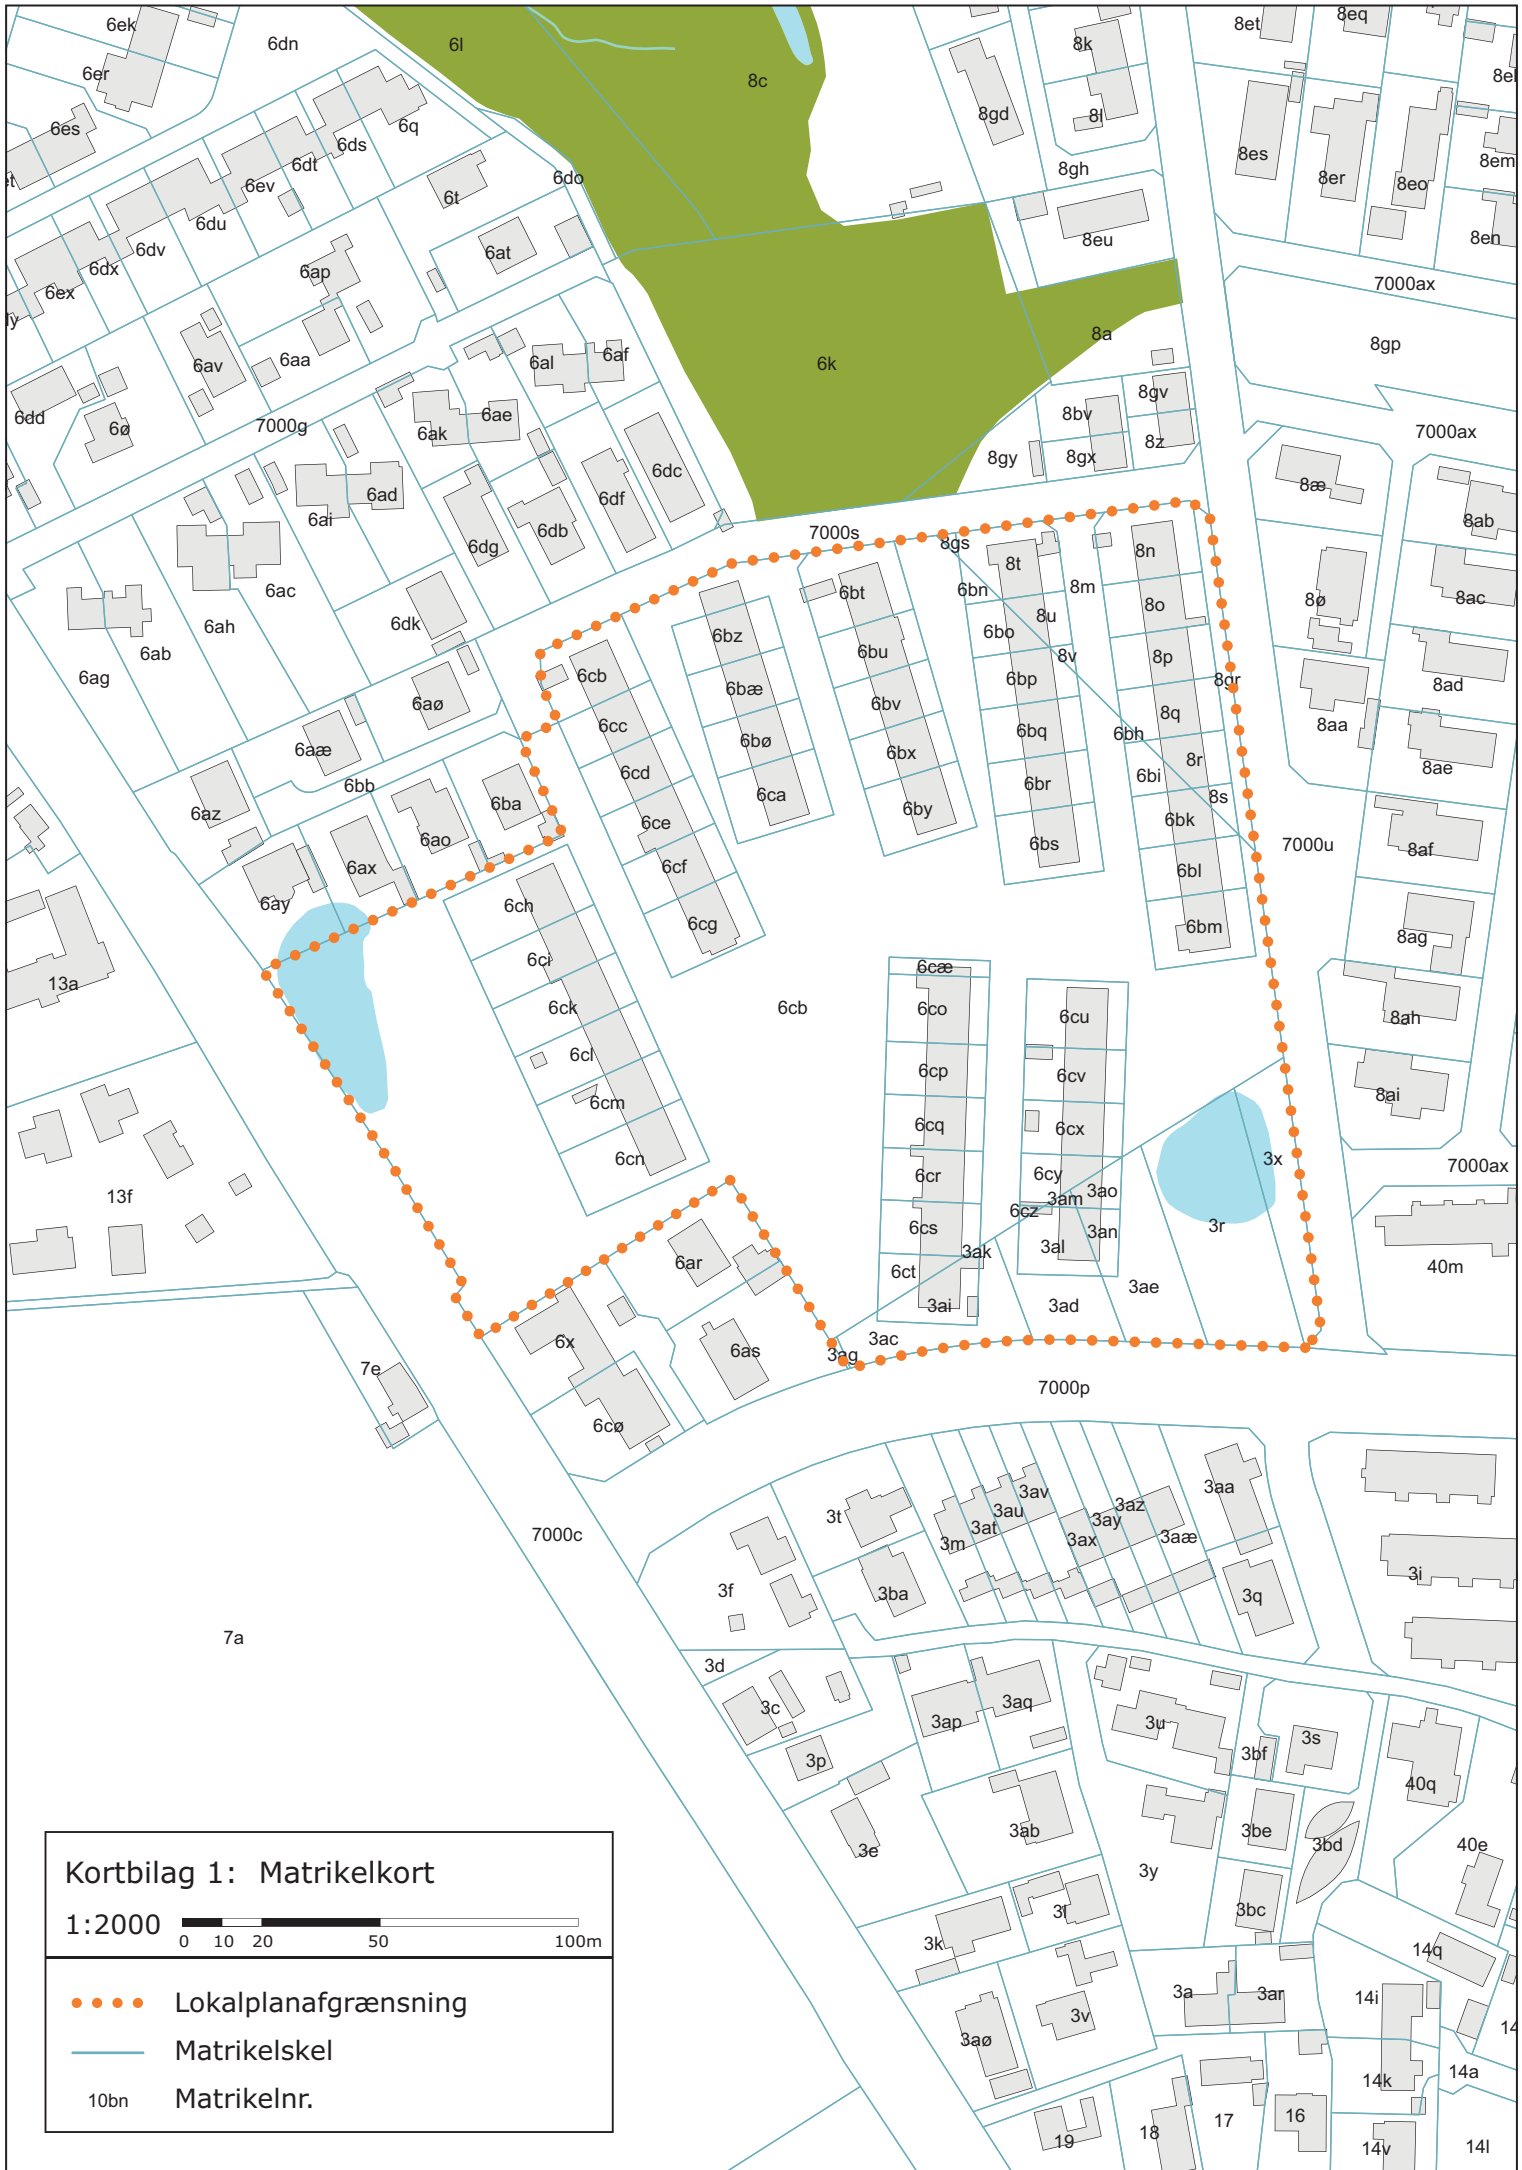 6ek
6dn
6l
8c
8k
8et
8eq
6er
8el
6es
6q
6ds
8gd
8l
6dt
6ev
8es
8er
8eo
8em
6t
6do
8gh
6du
6dv
6dx
6ex
6ap
6at
8eu
8en
7000ax
6av
6aa
6al
6af
6k
8a
8gp
6dd
6ø
7000g
6ak
6ae
8bv
8gv
8z
7000ax
8gy
8gx
6dc
6ad
6ai
6df
6db
6dg
8æ
8ab
7000s
8gs
8t
8n
6ac
6ah
6dk
6bt
6bn
8m
8o
8ø
8ac
6ab
6ag
6bz
6bu
6bo
8u
8v
8p
6cb
6bæ
6bv
6bp
8gr
8ad
6aø
6cc
6bø
6bx
6bq
6bh
8q
8aa
6aæ
6cd
6ca
6by
6br
6bi
8r
8s
8ae
6bb
6az
6ba
6ce
6bs
6bk
7000u
8af
6ao
6ax
6cf
6bl
6ay
6ch
6cg
6bm
8ag
13a
6ci
6cæ
6ck
6cb
6co
6cu
8ah
6cl
6cp
6cv
8ai
6cm
6cq
6cx
13f
6cn
6cr
6cy
3ao
3x
7000ax
3am
6cz
6cs
3an
3r
3ak
3al
6ar
6ct
3ae
40m
3ai
3ad
6x
6as
3ac
3ag
7e
7000p
6cø
7000c
3t
3m
3at
3au
3av
3ax
3ay
3az
3aæ
3aa
3i
3f
3ba
3q
7a
3d
3c
3ap
3aq
3u
3bf
3s
3p
40q
3e
3ab
3be
3bd
40e
3y
3l
3bc
3k
14q
3a
3ar
14i
3aø
3v
14k
14a
19
18
17
16
14v
14l
Kortbilag 1: Matrikelkort
1:2000
0 10 20 50 100m
Lokalplanafgrænsning
Matrikelskel
10bn Matrikelnr.